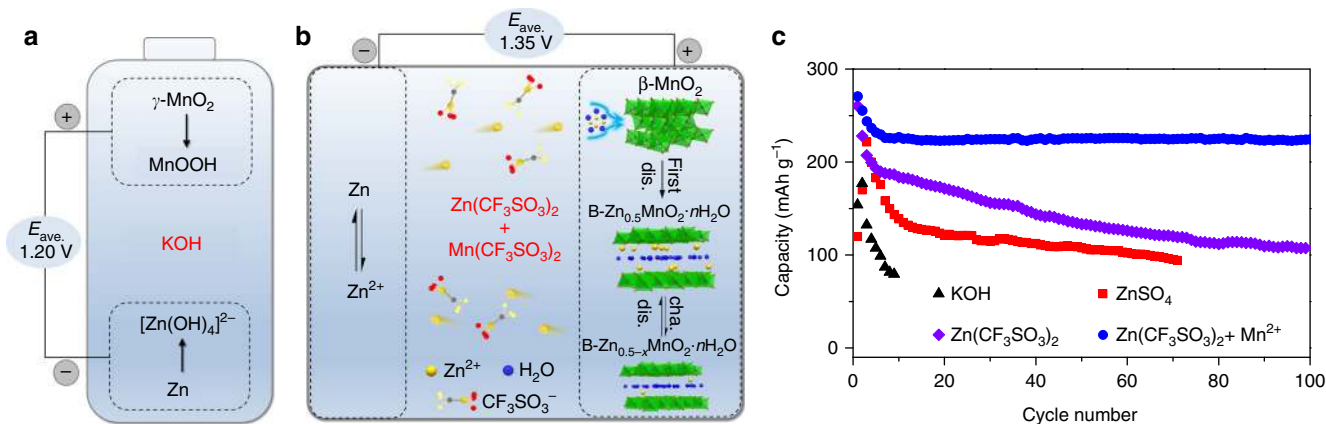 a
γ-MnO₂
MnOOH
+
Eave.
1.20 V
KOH
[Zn(OH)₄]²⁻
Zn
−
b
Eave.
1.35 V
−
+
Zn
Zn²⁺
Zn(CF₃SO₃)₂
+
Mn(CF₃SO₃)₂
Zn²⁺
H₂O
CF₃SO₃⁻
β-MnO₂
First
dis.
B-Zn₀.₅MnO₂·nH₂O
dis.
cha.
B-Zn₀.₅₋ₓMnO₂·nH₂O
c
Capacity (mAh g⁻¹)
300
200
100
0
KOH
ZnSO₄
Zn(CF₃SO₃)₂
Zn(CF₃SO₃)₂+ Mn²⁺
0
20
40
60
80
100
Cycle number